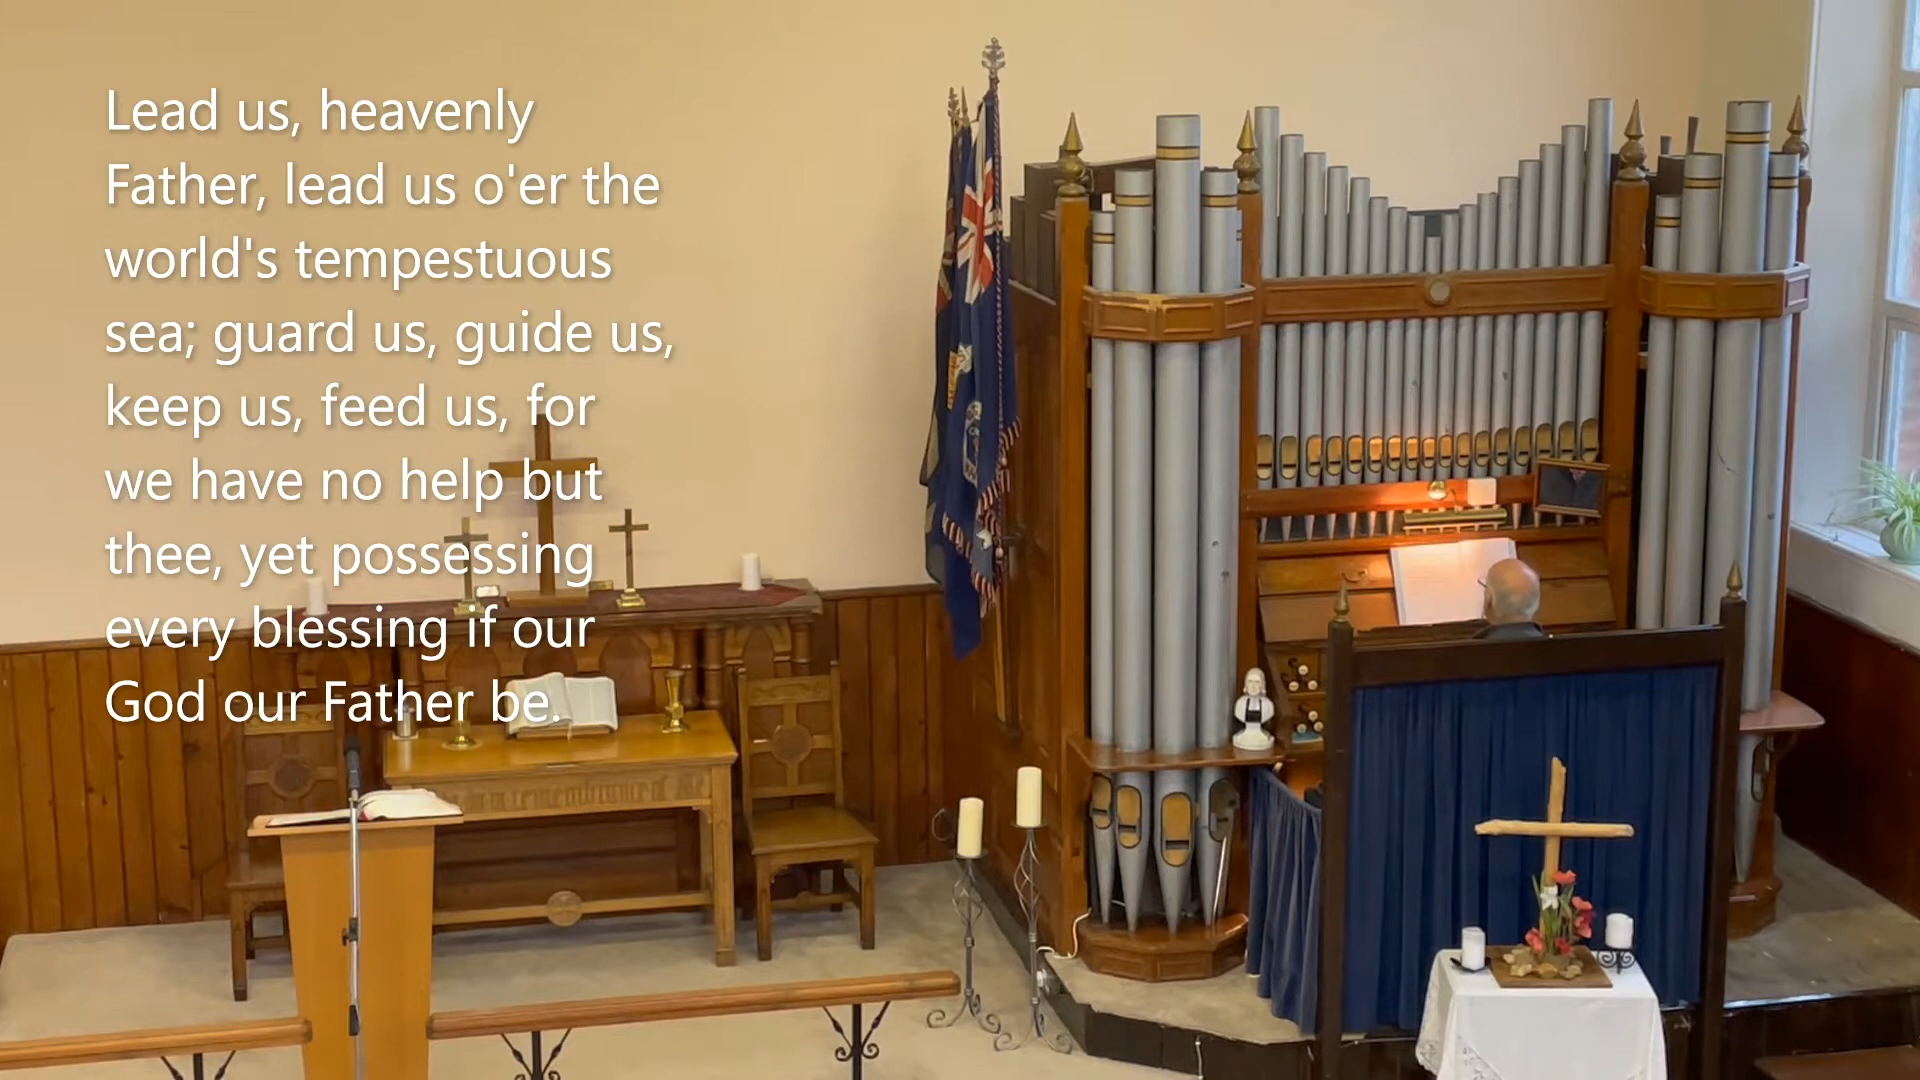 Lead us, heavenly
Father, lead us o'er the
world's tempestuous
sea; guard us, guide us,
keep us, feed us, for
we have no help but
thee, yet possessing
every blessing if our
God our Father be.